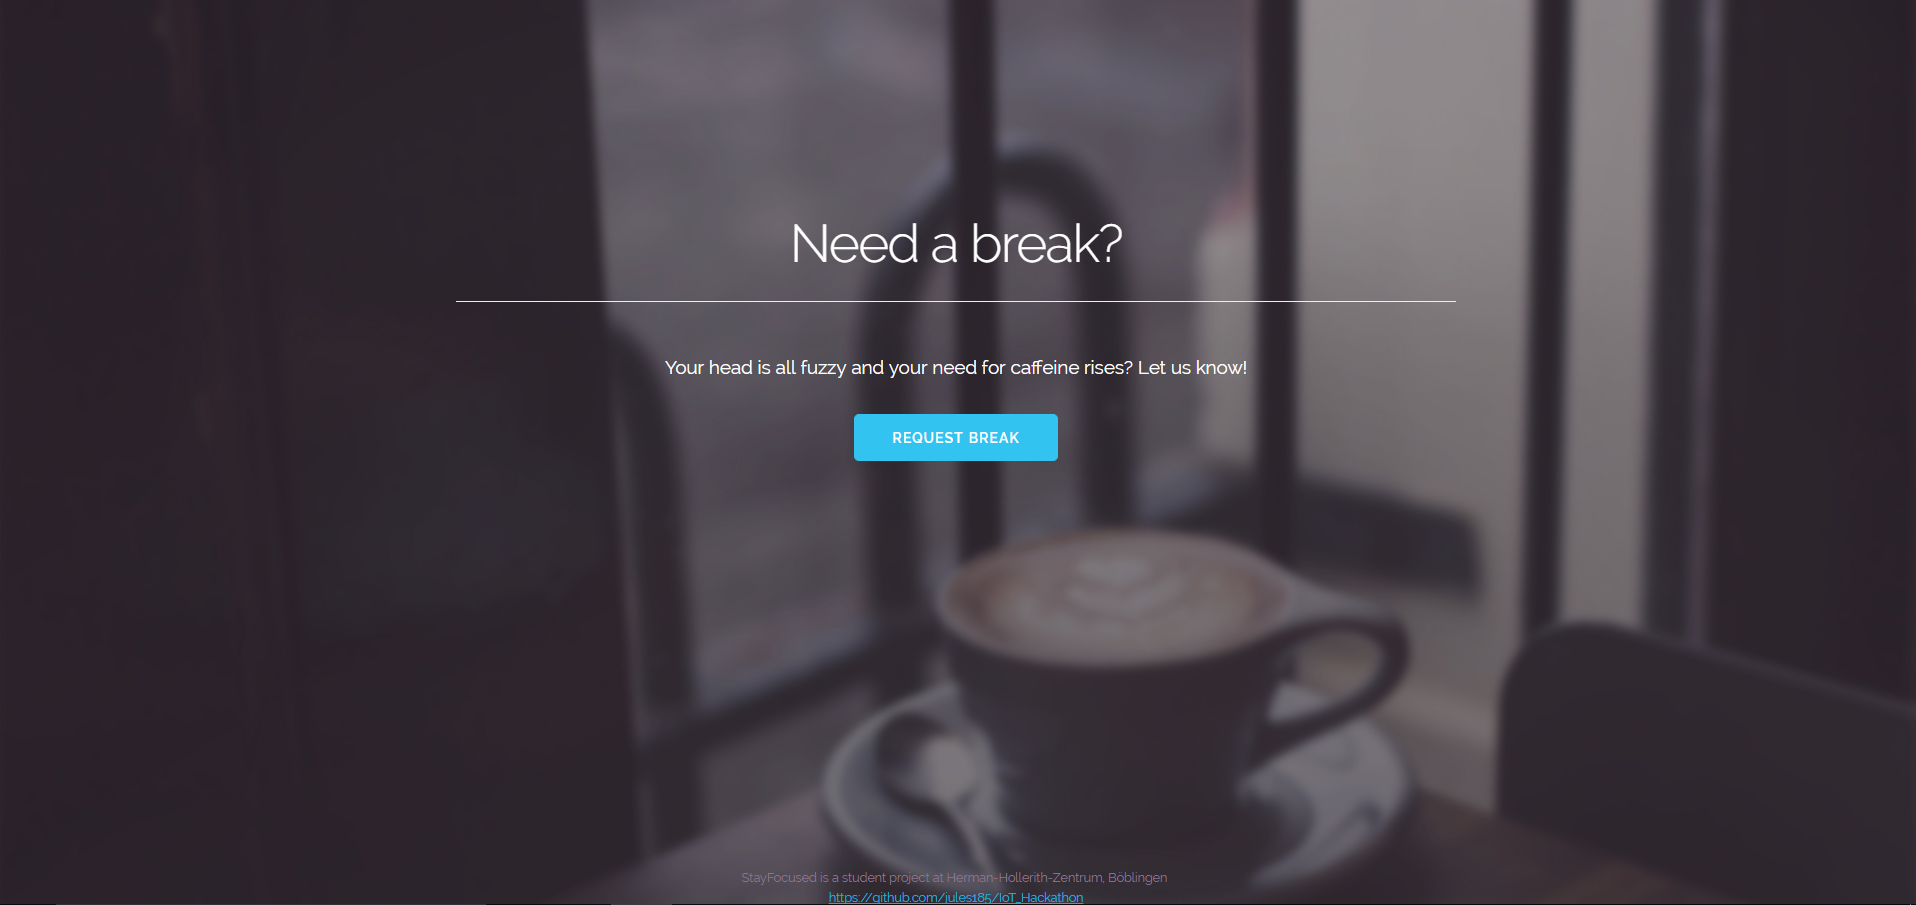 Need a break?
Your head is all fuzzy and your need for caffeine rises? Let us know!
REQUEST BREAK
StayFocused is a student project at Herman-Hollerith-Zentrum, Böblingen
https://github.com/jules185/IoT_Hackathon